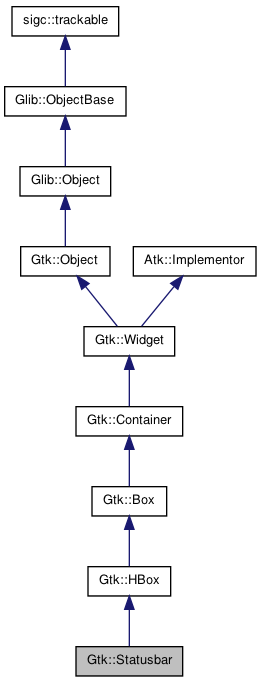 sigc::trackable
Glib::ObjectBase
Glib::Object
Gtk::Object
Atk::Implementor
Gtk::Widget
Gtk::Container
Gtk::Box
Gtk::HBox
Gtk::Statusbar